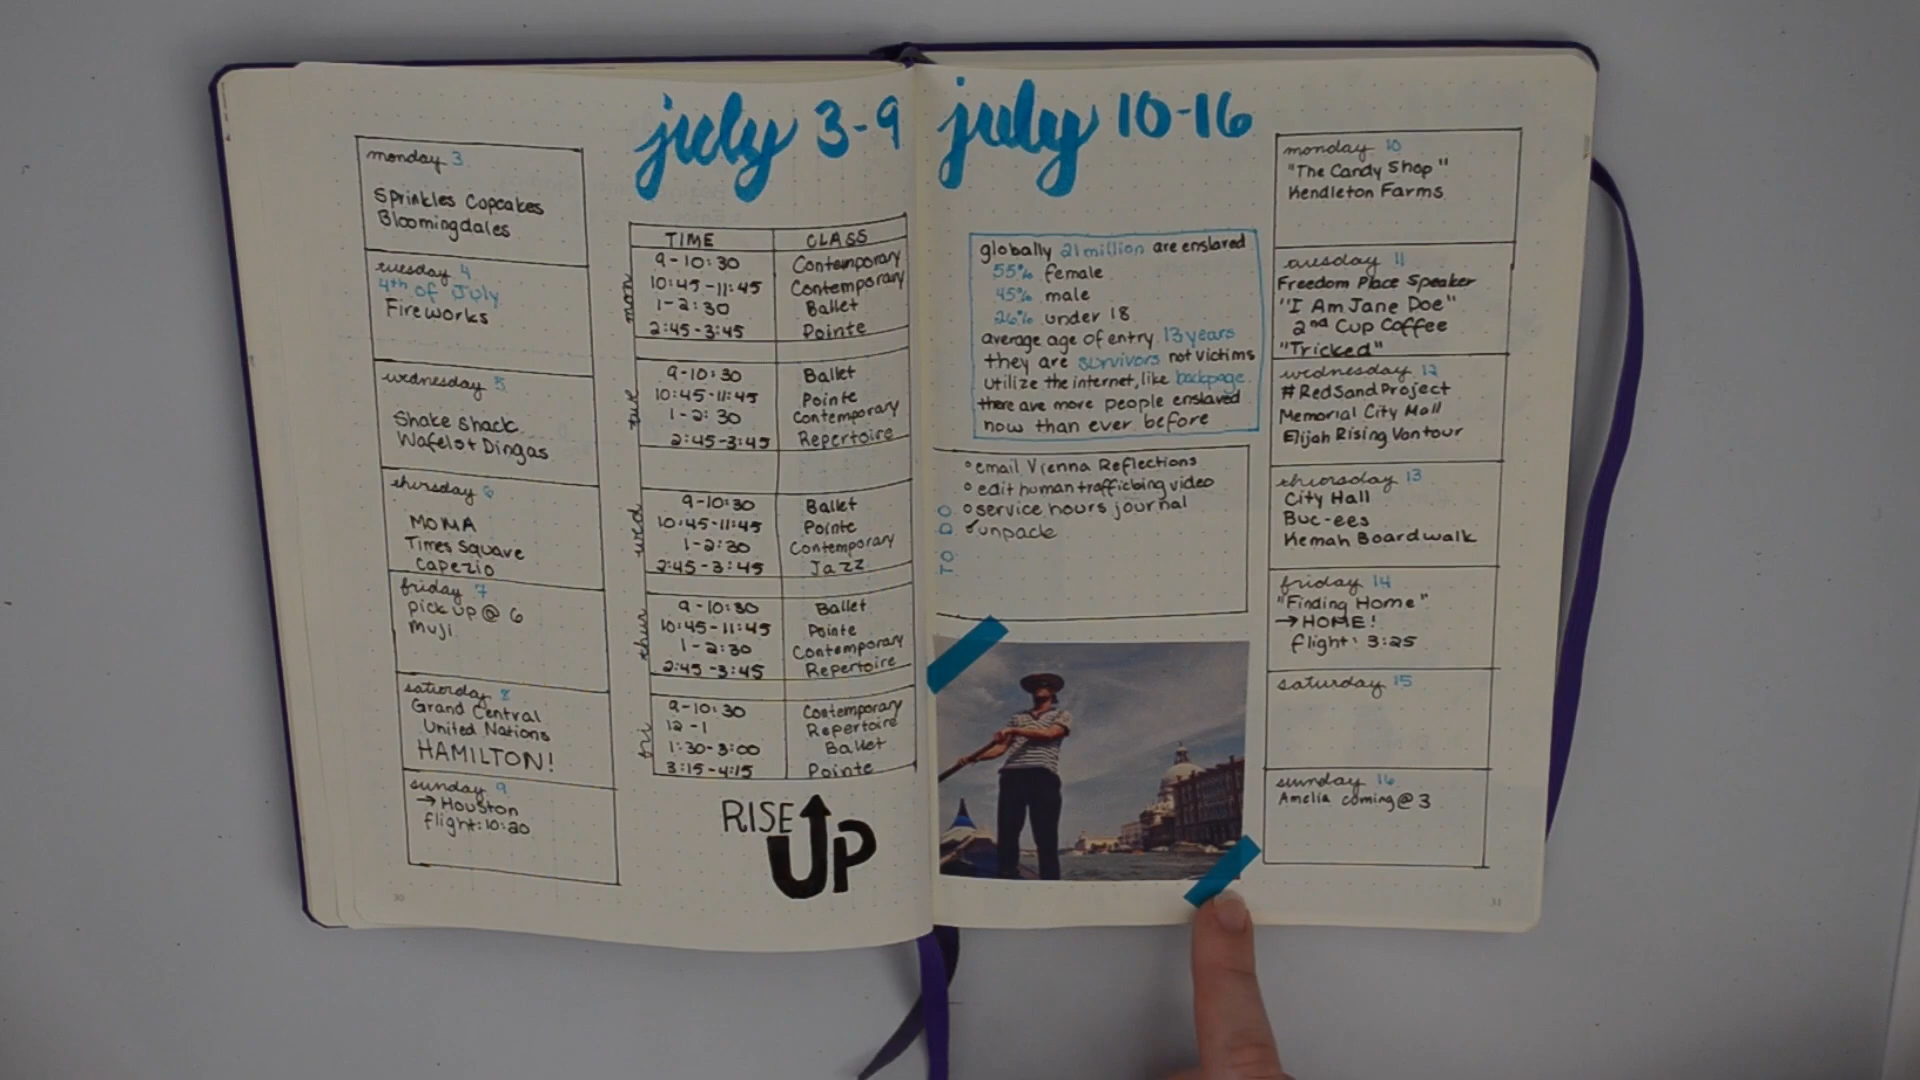 july 3-9
monday 3
Sprinkles Cupcakes
Bloomingdales
tuesday 4
4th of July
Fireworks
wednesday 5
Shake Shack
Wafels + Dingas
thursday 6
MOMA
Times Square
Capezio
friday 7
pick up @ 6
muji
saturday 8
Grand Central
United Nations
HAMILTON!
sunday 9
→ Houston
flight: 10:20
TIME CLASS
mon
9-10:30 Contemporary
10:45-11:45 Contemporary
1-2:30 Ballet
2:45-3:45 Pointe
tue
9-10:30 Ballet
10:45-11:45 Pointe
1-2:30 Contemporary
2:45-3:45 Repertoire
wed
9-10:30 Ballet
10:45-11:45 Pointe
1-2:30 Contemporary
2:45-3:45 Jazz
thur
9-10:30 Ballet
10:45-11:45 Pointe
1-2:30 Contemporary
2:45-3:45 Repertoire
fri
9-10:30 Contemporary
12-1 Repertoire
1:30-3:00 Ballet
3:15-4:15 Pointe
RISE
UP
30
july 10-16
globally 21 million are enslaved
55% female
45% male
26% under 18
average age of entry 13 years
they are survivors not victims
utilize the internet, like backpage
there are more people enslaved
now than ever before
TO DO
email Vienna Reflections
edit human trafficking video
service hours journal
unpack
monday 10
"The Candy Shop"
Kendleton Farms
tuesday 11
Freedom Place Speaker
"I Am Jane Doe"
2nd Cup Coffee
"Tricked"
wednesday 12
#RedSandProject
Memorial City Mall
Elijah Rising Van tour
thursday 13
City Hall
Buc-ees
Kemah Boardwalk
friday 14
"Finding Home"
→ HOME!
flight: 3:25
saturday 15
sunday 16
Amelia coming @ 3
31